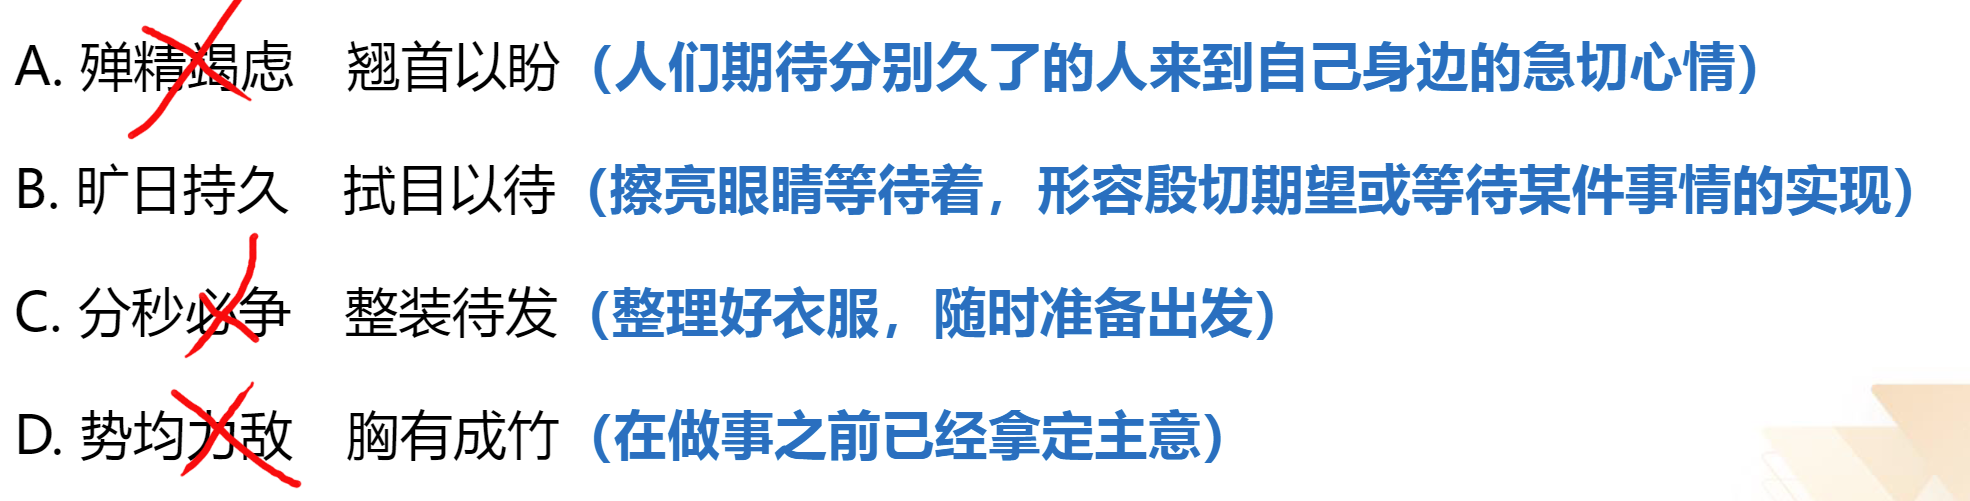 A. 殚精竭虑 翘首以盼（人们期待分别久了的人来到自己身边的急切心情）
B. 旷日持久 拭目以待（擦亮眼睛等待着，形容殷切期望或等待某件事情的实现）
C. 分秒必争 整装待发（整理好衣服，随时准备出发）
D. 势均力敌 胸有成竹（在做事之前已经拿定主意）